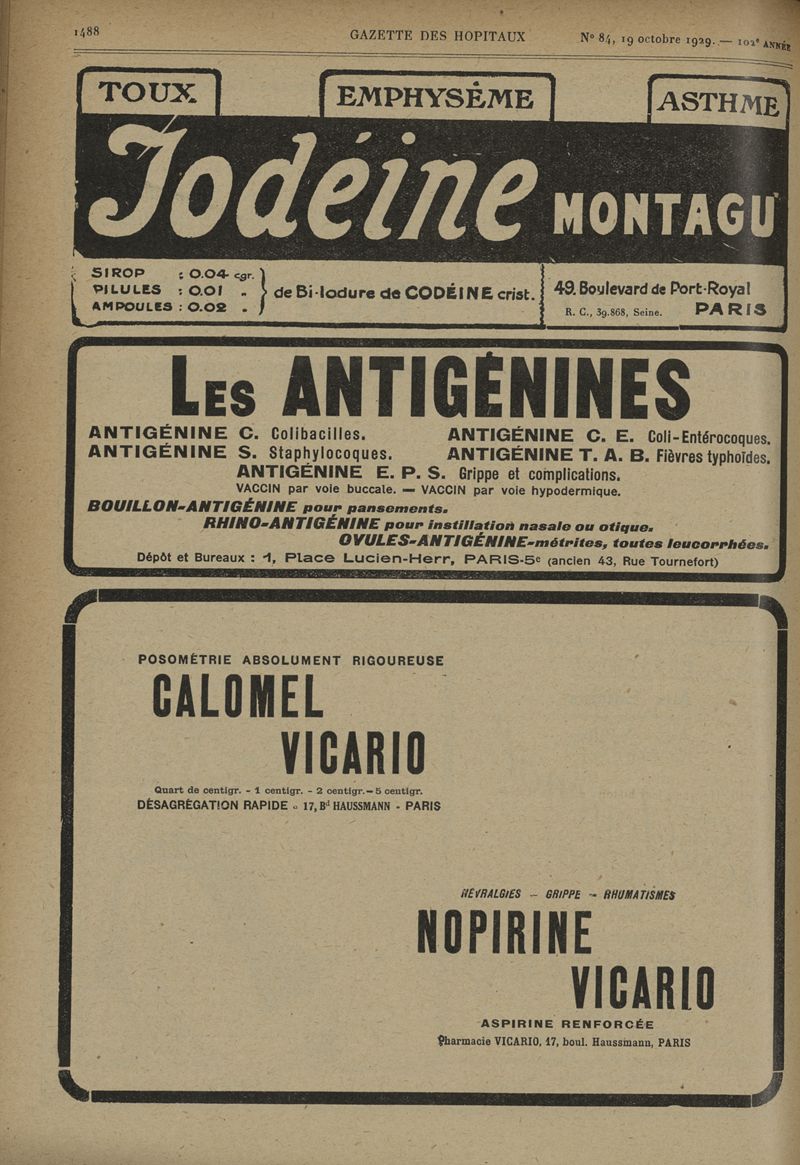 1488
GAZETTE DES HOPITAUX
N° 84, 19 octobre 1929. — 102e ANNÉE
TOUX
EMPHYSÈME
ASTHME
Iodéine MONTAGU
SIROP : 0.04 cgr.
PILULES : 0.01 „
AMPOULES : 0.02 „
de Bi-Iodure de CODÉINE crist.
49, Boulevard de Port-Royal
R. C., 39.868, Seine. PARIS
LES ANTIGÉNINES
ANTIGÉNINE C. Colibacilles. ANTIGÉNINE C. E. Coli-Entérocoques.
ANTIGÉNINE S. Staphylocoques. ANTIGÉNINE T. A. B. Fièvres typhoïdes.
ANTIGÉNINE E. P. S. Grippe et complications.
VACCIN par voie buccale. — VACCIN par voie hypodermique.
BOUILLON-ANTIGÉNINE pour pansements.
RHINO-ANTIGÉNINE pour instillation nasale ou otique.
OVULES-ANTIGÉNINE-métrites, toutes leucorrhées.
Dépôt et Bureaux : 1, Place Lucien-Herr, PARIS-5e (ancien 43, Rue Tournefort)
POSOMÉTRIE ABSOLUMENT RIGOUREUSE
CALOMEL
VICARIO
Quart de centigr. - 1 centigr. - 2 centigr. — 5 centigr.
DÉSAGRÉGATION RAPIDE - 17, Bd HAUSSMANN - PARIS
NÉVRALGIES — GRIPPE — RHUMATISMES
NOPIRINE
VICARIO
ASPIRINE RENFORCÉE
Pharmacie VICARIO, 17, boul. Haussmann, PARIS